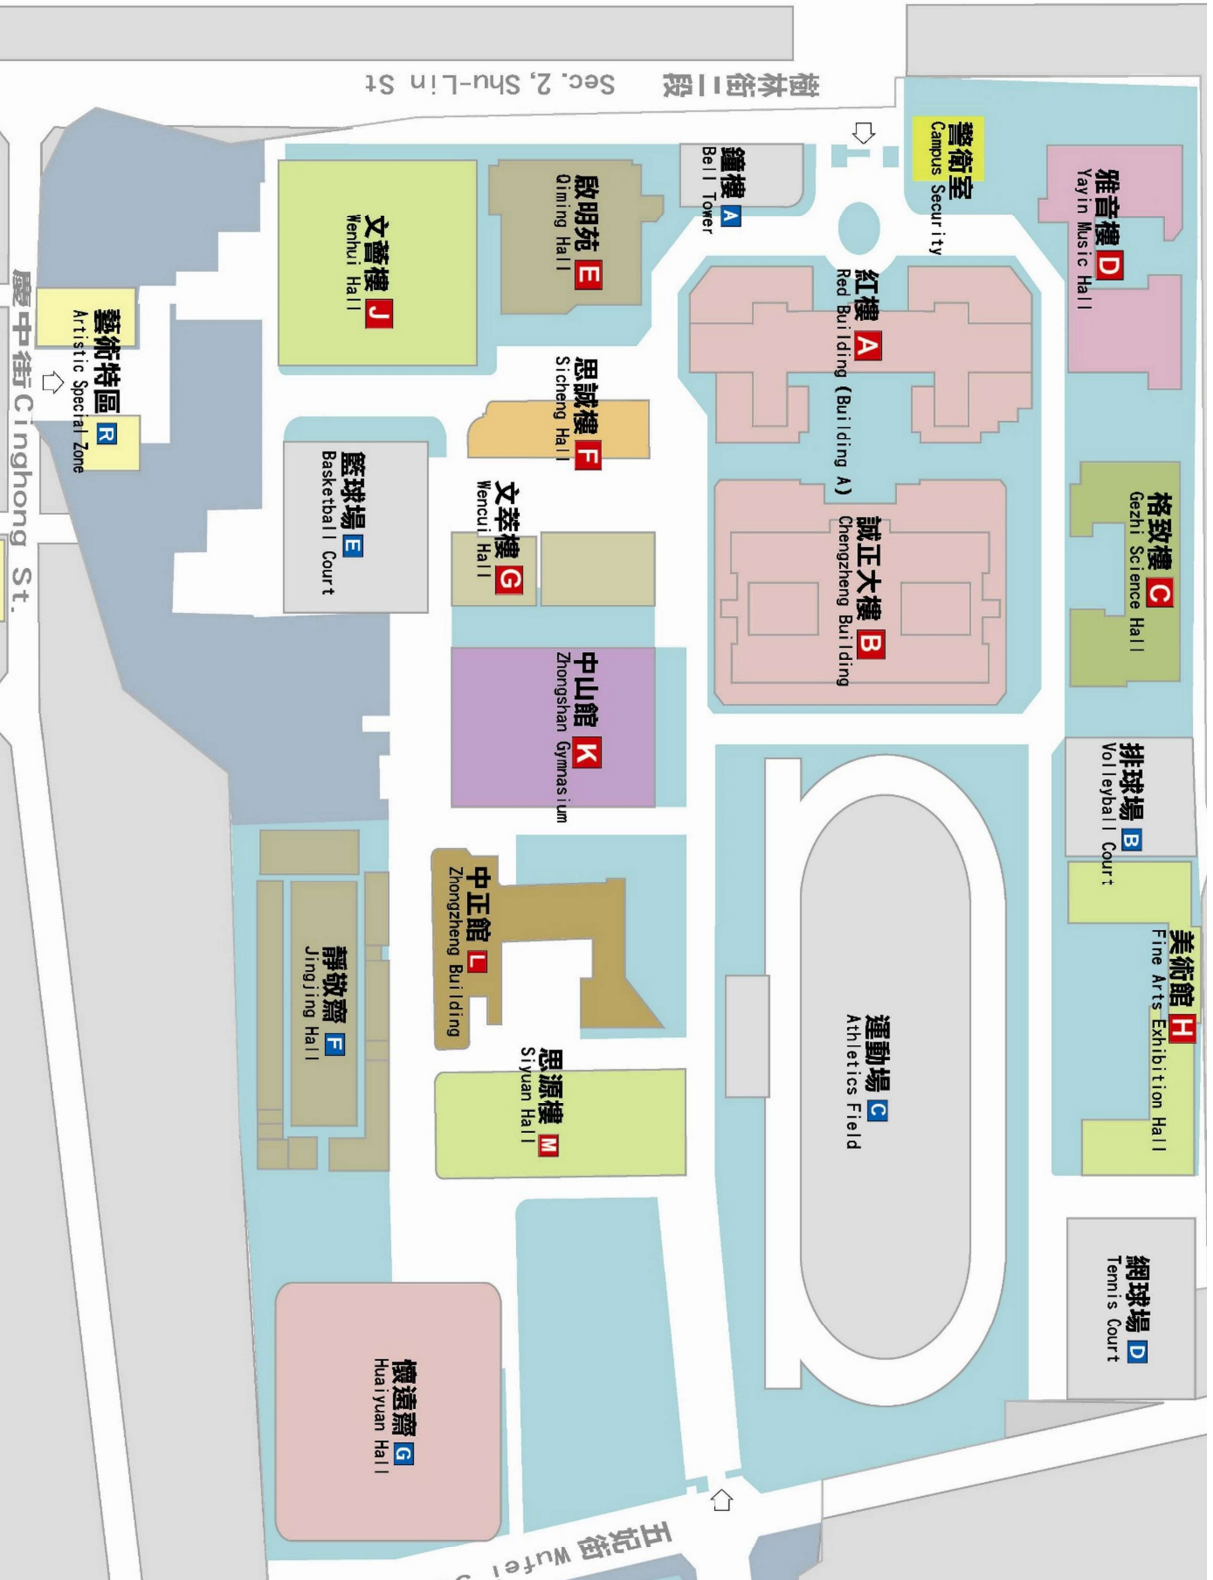 樹林街二段 Sec. 2, Shu-Lin St
慶中街 Cinghong St.
警衛室
Campus Security
雅音樓 D
Yayin Music Hall
鐘樓 A
Bell Tower
啟明苑 E
Qiming Hall
文薈樓 J
Wenhui Hall
紅樓 A
Red Building (Building A)
藝術特區 R
Artistic Special Zone
思誠樓 F
Sicheng Hall
籃球場 E
Basketball Court
文萃樓 G
Wencui Hall
誠正大樓 B
Chengzheng Building
格致樓 C
Gezhi Science Hall
中山館 K
Zhongshan Gymnasium
排球場 B
Volleyball Court
中正館 L
Zhongzheng Building
靜敬齋 F
Jingjing Hall
美術館 H
Fine Arts Exhibition Hall
運動場 C
Athletics Field
思源樓 M
Siyuan Hall
網球場 D
Tennis Court
懷遠齋 G
Huaiyuan Hall
五妃街 Wufei